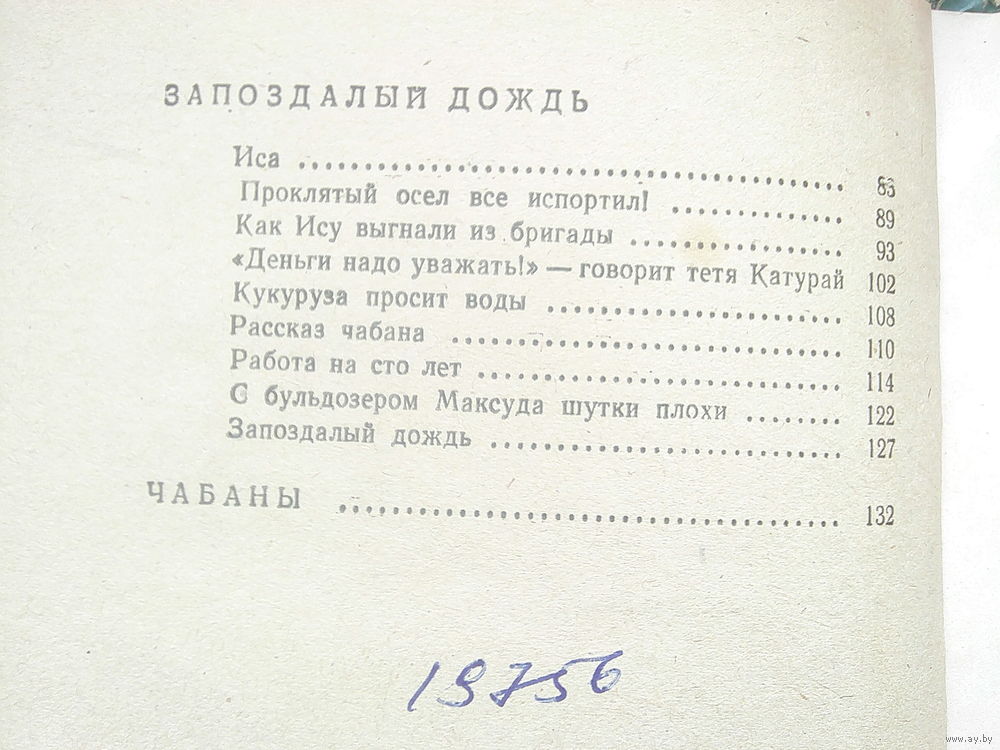 ЗАПОЗДАЛЫЙ ДОЖДЬ
Иса ........................................ 83
Проклятый осел все испортил! ............. 89
Как Ису выгнали из бригады ................ 93
«Деньги надо уважать!» — говорит тетя Катурай 102
Кукуруза просит воды ...................... 108
Рассказ чабана ............................. 110
Работа на сто лет ........................... 114
С бульдозером Максуда шутки плохи ....... 122
Запоздалый дождь .......................... 127
ЧАБАНЫ ..................................... 132
19756
www.ay.by